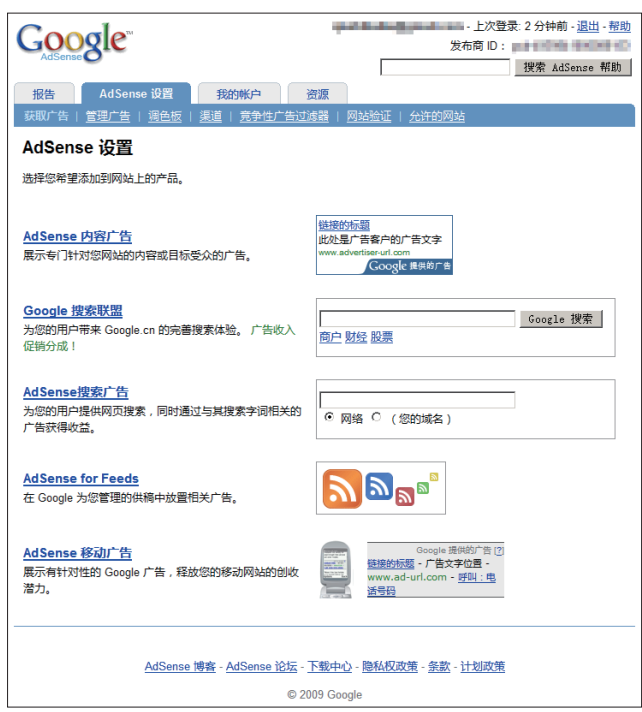 Google™
AdSense
- 上次登录: 2 分钟前 - 退出 - 帮助
发布商 ID：
搜索 AdSense 帮助
报告 AdSense 设置 我的帐户 资源
获取广告 | 管理广告 | 调色板 | 渠道 | 竞争性广告过滤器 | 网站验证 | 允许的网站
AdSense 设置
选择您希望添加到网站上的产品。
AdSense 内容广告
展示专门针对您网站的内容或目标受众的广告。
链接的标题
此处是广告客户的广告文字
www.advertiser-url.com
Google 提供的广告
Google 搜索联盟
为您的用户带来 Google.cn 的完善搜索体验。 广告收入
促销分成！
Google 搜索
商户 财经 股票
AdSense搜索广告
为您的用户提供网页搜索，同时通过与其搜索字词相关的
广告获得收益。
网络 （您的域名）
AdSense for Feeds
在 Google 为您管理的供稿中放置相关广告。
AdSense 移动广告
展示有针对性的 Google 广告，释放您的移动网站的创收
潜力。
Google 提供的广告 [?]
链接的标题 - 广告文字位置 -
www.ad-url.com - 呼叫：电
话号码
AdSense 博客 - AdSense 论坛 - 下载中心 - 隐私权政策 - 条款 - 计划政策
© 2009 Google